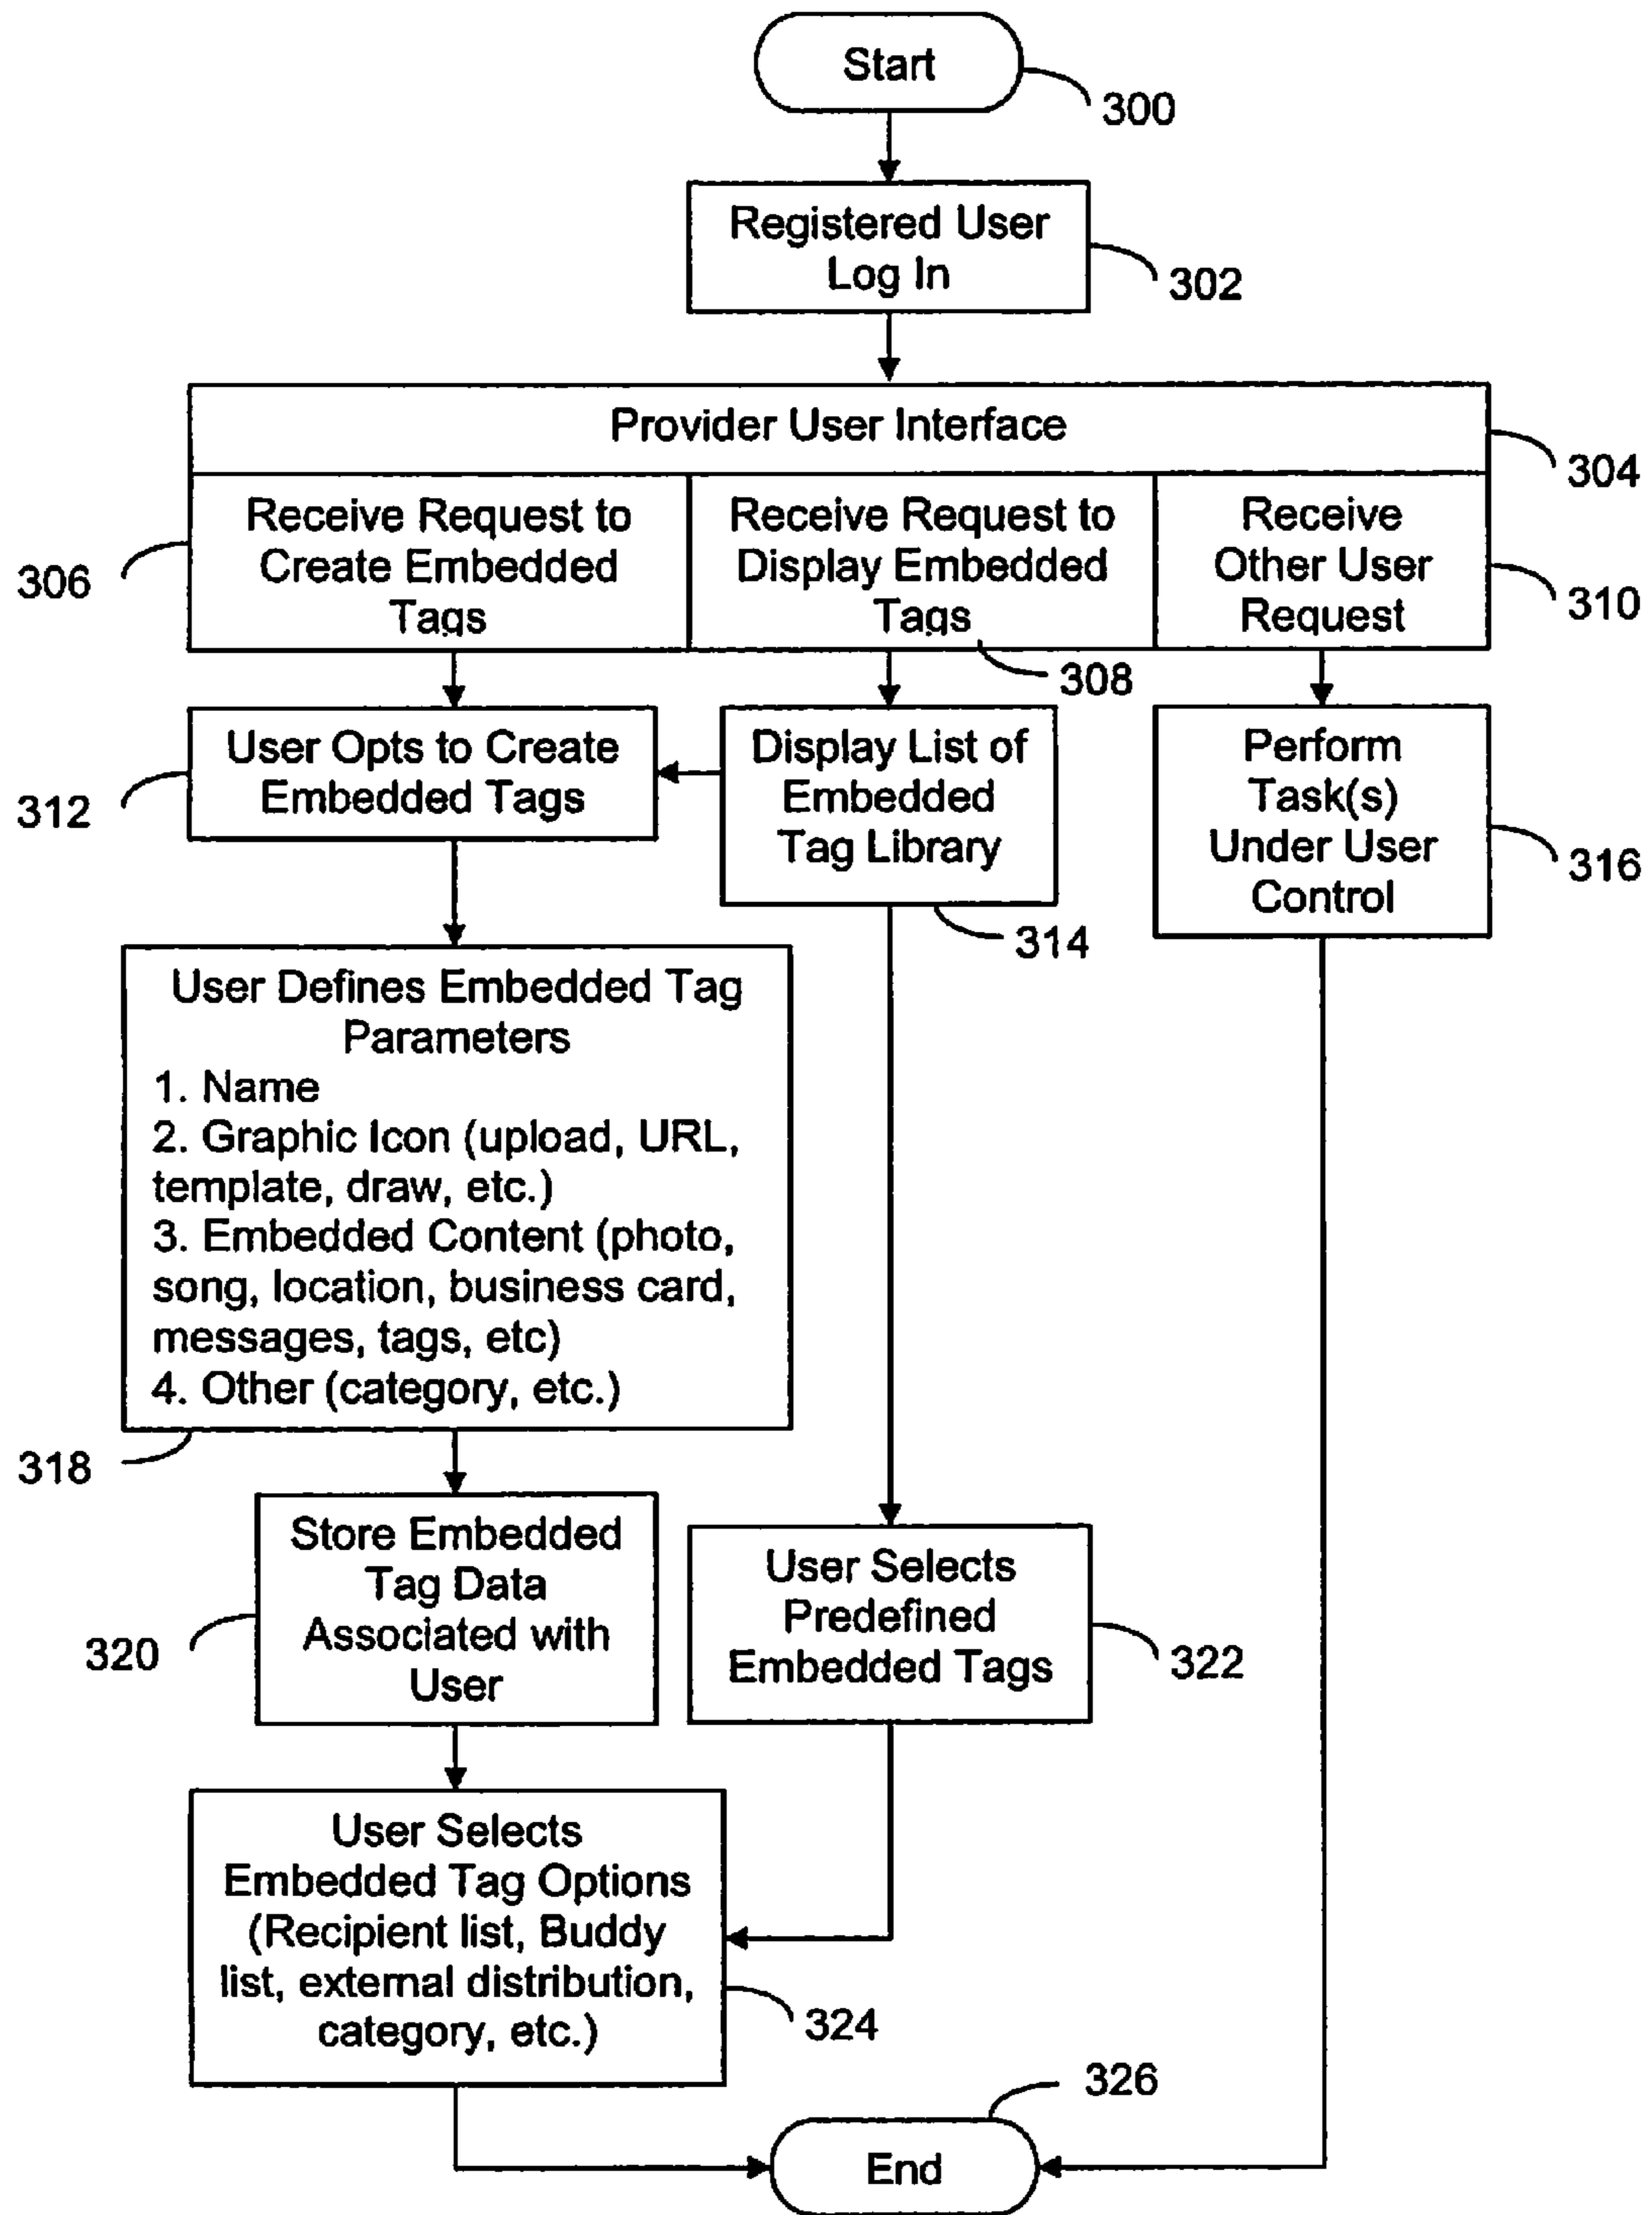 Start
300
Registered User
Log In
302
Provider User Interface
304
Receive Request to
Create Embedded
Tags
306
Receive Request to
Display Embedded
Tags
308
Receive
Other User
Request
310
User Opts to Create
Embedded Tags
312
Display List of
Embedded
Tag Library
314
Perform
Task(s)
Under User
Control
316
User Defines Embedded Tag
Parameters
1. Name
2. Graphic Icon (upload, URL,
template, draw, etc.)
3. Embedded Content (photo,
song, location, business card,
messages, tags, etc)
4. Other (category, etc.)
318
Store Embedded
Tag Data
Associated with
User
320
User Selects
Predefined
Embedded Tags
322
User Selects
Embedded Tag Options
(Recipient list, Buddy
list, external distribution,
category, etc.)
324
326
End